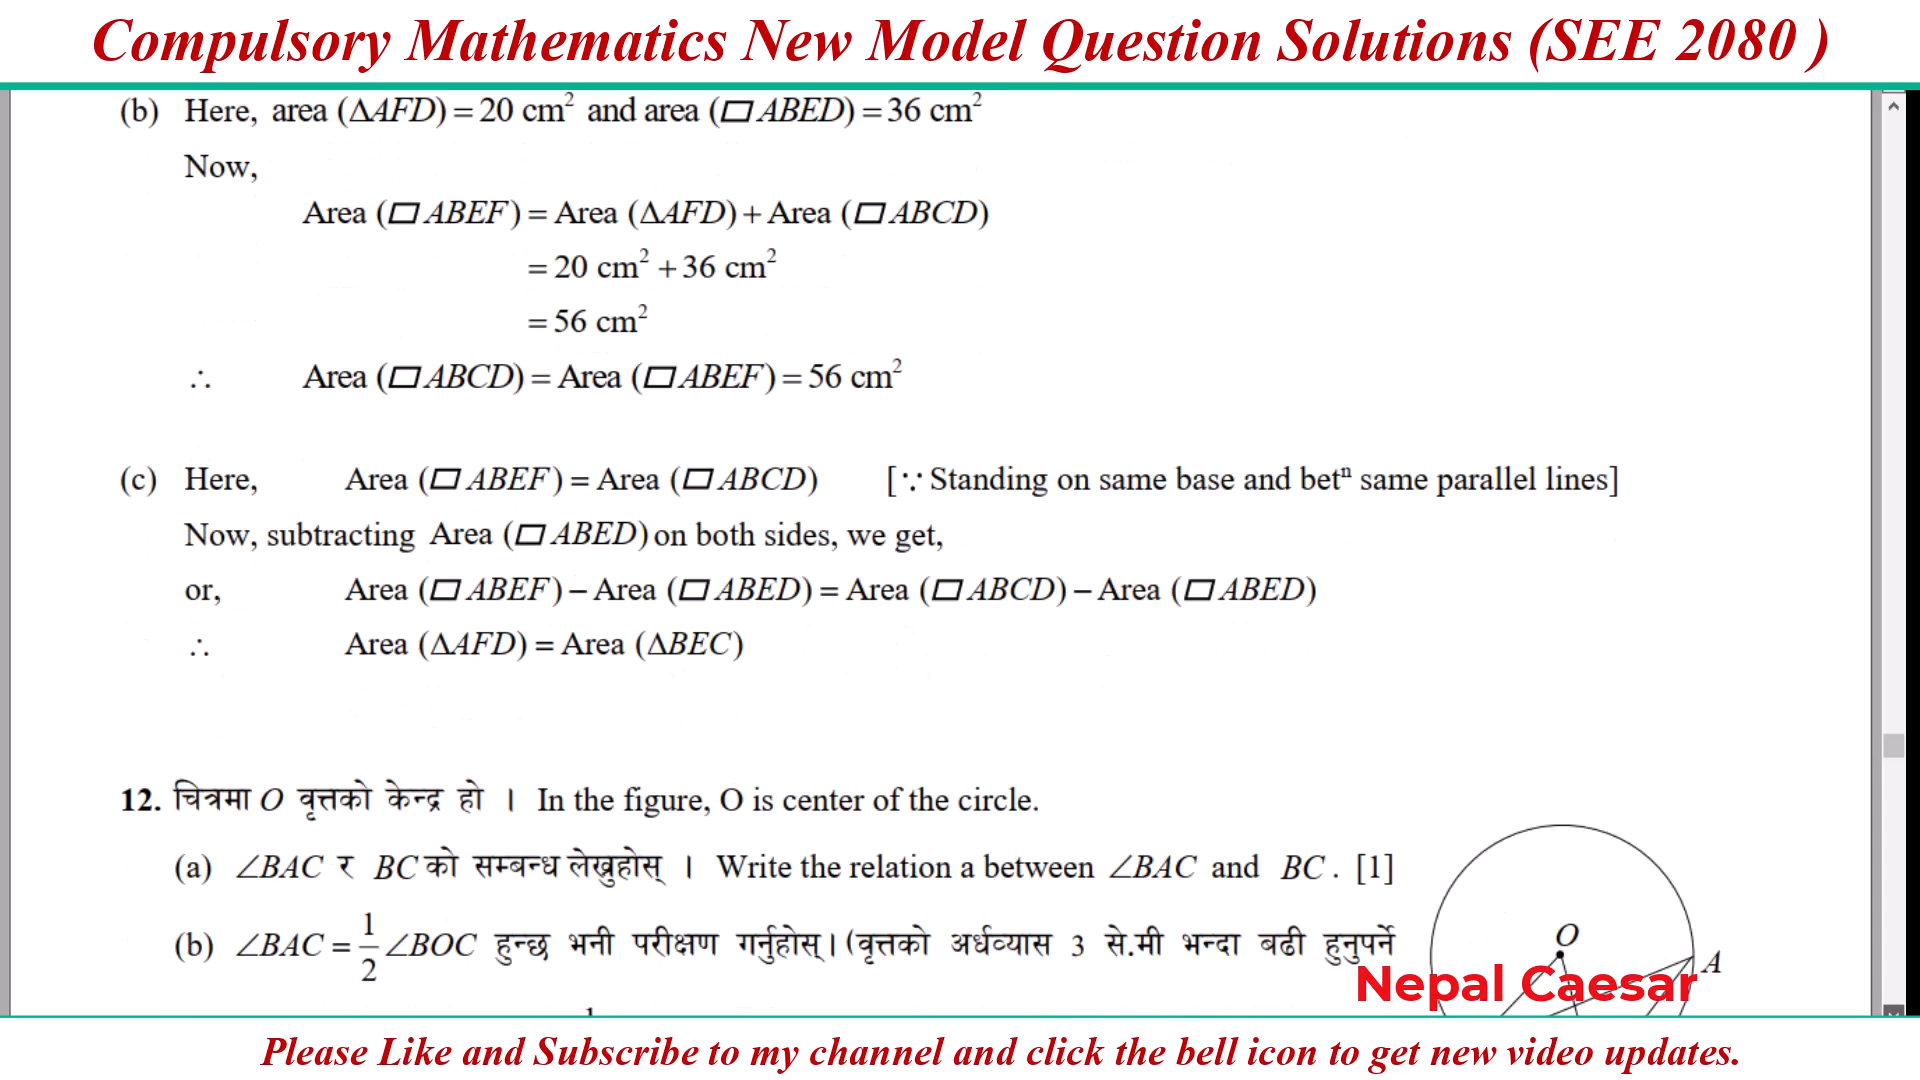 Compulsory Mathematics New Model Question Solutions (SEE 2080 )
(b) Here, area (ΔAFD) = 20 cm² and area (▱ ABED) = 36 cm²
Now,
Area (▱ ABEF) = Area (ΔAFD) + Area (▱ ABCD)
= 20 cm² + 36 cm²
= 56 cm²
∴ Area (▱ ABCD) = Area (▱ ABEF) = 56 cm²
(c) Here, Area (▱ ABEF) = Area (▱ ABCD) [∵ Standing on same base and betⁿ same parallel lines]
Now, subtracting Area (▱ ABED) on both sides, we get,
or, Area (▱ ABEF) – Area (▱ ABED) = Area (▱ ABCD) – Area (▱ ABED)
∴ Area (ΔAFD) = Area (ΔBEC)
12. चित्रमा O वृत्तको केन्द्र हो । In the figure, O is center of the circle.
(a) ∠BAC र BC को सम्बन्ध लेख्नुहोस् । Write the relation a between ∠BAC and BC . [1]
(b) ∠BAC = 1/2 ∠BOC हुन्छ भनी परीक्षण गर्नुहोस्। (वृत्तको अर्धव्यास 3 से.मी भन्दा बढी हुनुपर्ने
O
A
Nepal Caesar
Please Like and Subscribe to my channel and click the bell icon to get new video updates.